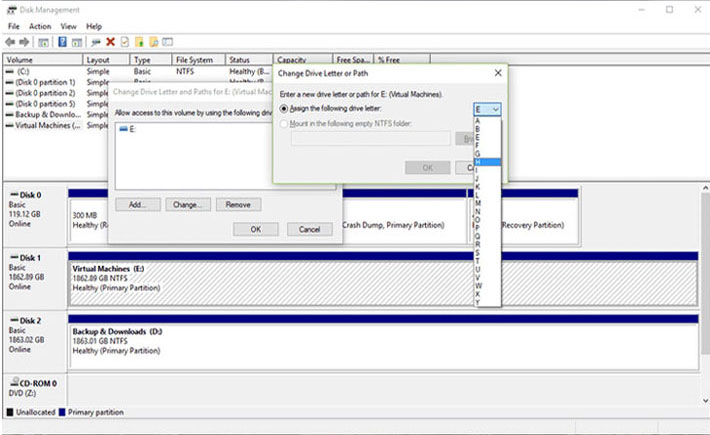 Disk Management
File Action View Help
Volume Layout Type File System Status Capacity Free Spa... % Free
(C:) Simple Basic NTFS Healthy (B...
(Disk 0 partition 1) Simple Basic
(Disk 0 partition 2) Simple
(Disk 0 partition 5) Simple
Backup & Downlo... Simple
Virtual Machines (... Simple
Change Drive Letter and Paths for E: (Virtual Mac
Allow access to this volume by using the following
E:
Add... Change... Remove
OK Cancel
Change Drive Letter or Path
Enter a new drive letter or path for E: (Virtual Machines).
Assign the following drive letter:
E
Mount in the following empty NTFS folder:
OK
A
B
E
F
G
H
I
J
K
L
M
N
O
P
Q
R
S
T
U
V
W
X
Y
Disk 0
Basic
119.12 GB
Online
300 MB
Healthy (R
Crash Dump, Primary Partition)
Recovery Partition)
Disk 1
Basic
1862.89 GB
Online
Virtual Machines (E:)
1862.89 GB NTFS
Healthy (Primary Partition)
Disk 2
Basic
1863.02 GB
Online
Backup & Downloads (D:)
1863.01 GB NTFS
Healthy (Primary Partition)
CD-ROM 0
DVD (Z:)
Unallocated Primary partition